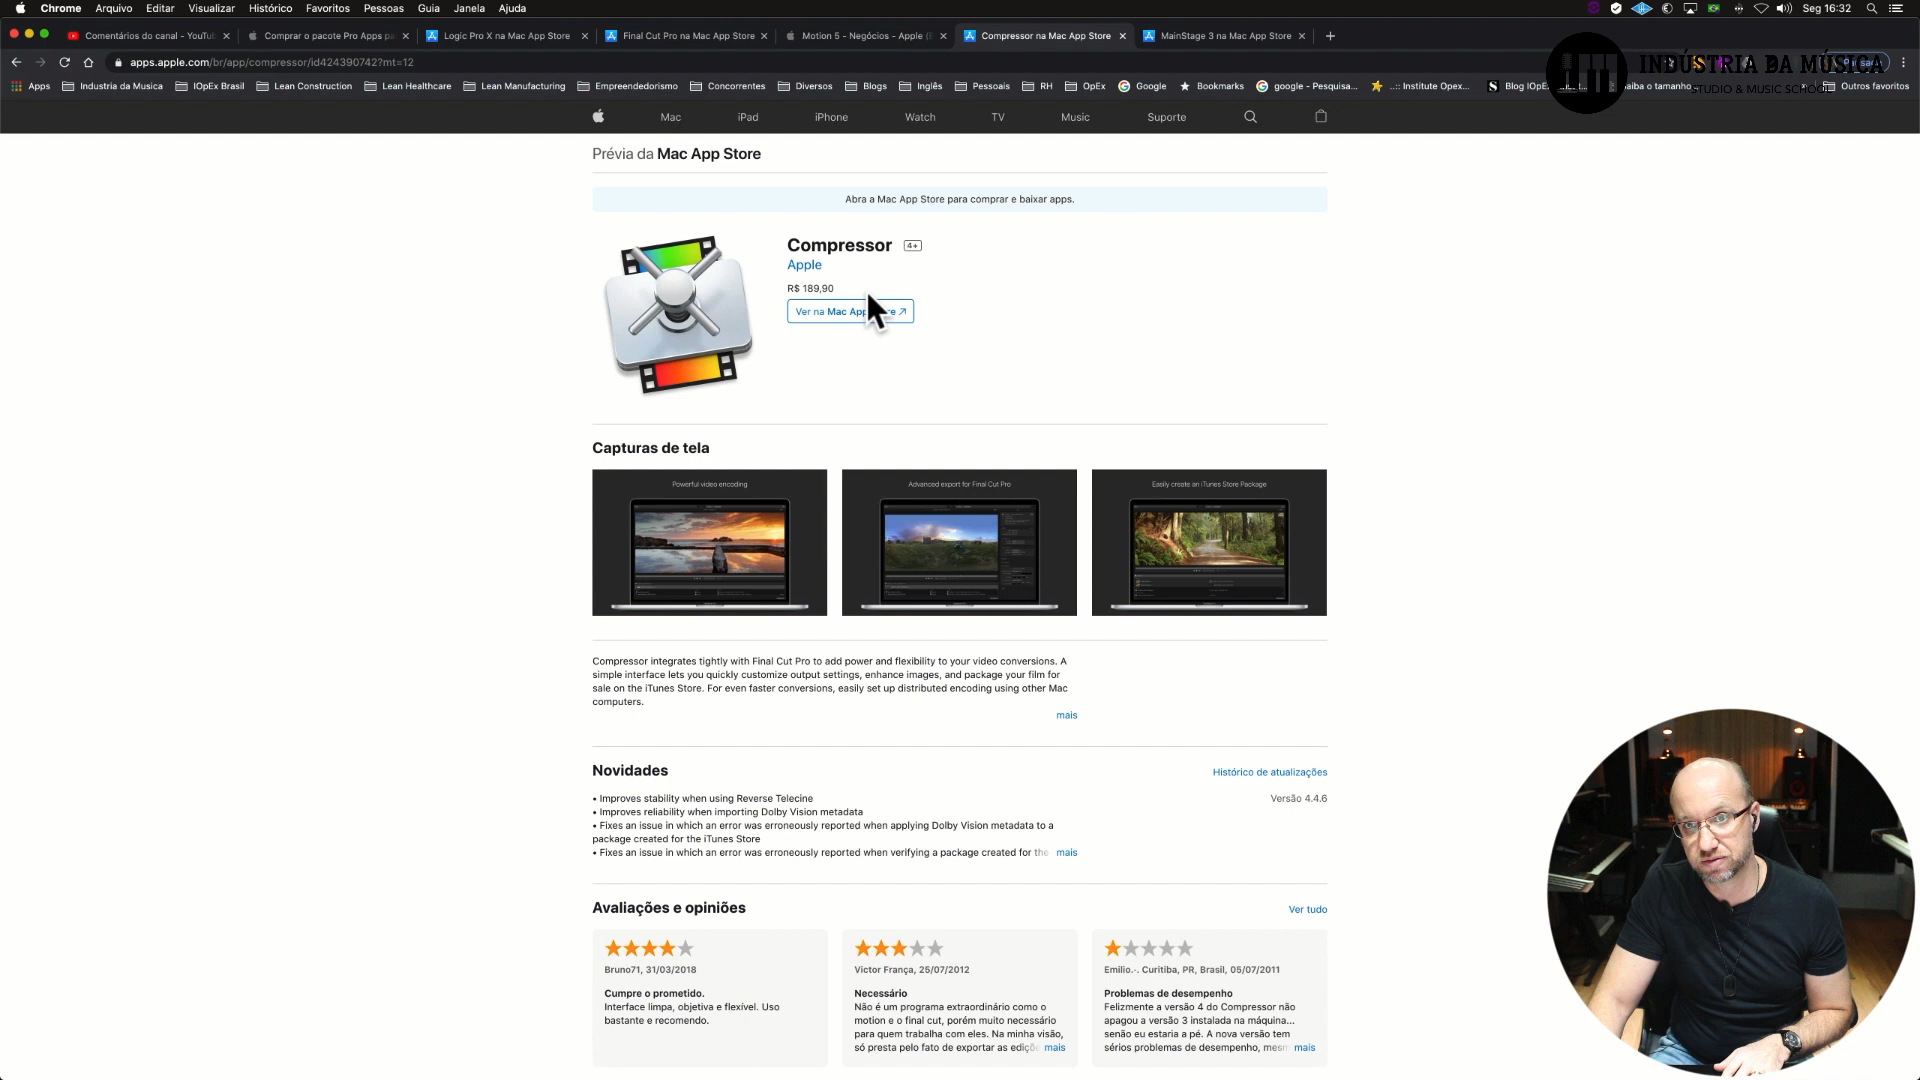 Chrome Arquivo Editar Visualizar Histórico Favoritos Pessoas Guia Janela Ajuda Seg 16:32
Comentários do canal - YouTu Comprar o pacote Pro Apps pa Logic Pro X na Mac App Store Final Cut Pro na Mac App Store Motion 5 - Negócios - Apple (B Compressor na Mac App Store MainStage 3 na Mac App Store
apps.apple.com/br/app/compressor/id424390742?mt=12
INDÚSTRIA DA MÚSICA
STUDIO & MUSIC SCHOOL
Apps Industria da Musica IOpEx Brasil Lean Construction Lean Healthcare Lean Manufacturing Empreendedorismo Concorrentes Diversos Blogs Inglês Pessoais RH OpEx Google Bookmarks google - Pesquisa... ..:: Institute Opex... Blog IOpE Outros favoritos
Mac iPad iPhone Watch TV Music Suporte
Prévia da Mac App Store
Abra a Mac App Store para comprar e baixar apps.
Compressor 4+
Apple
R$ 189,90
Ver na Mac App
Capturas de tela
Powerful video encoding
Advanced export for Final Cut Pro
Easily create an iTunes Store Package
Compressor integrates tightly with Final Cut Pro to add power and flexibility to your video conversions. A
simple interface lets you quickly customize output settings, enhance images, and package your film for
sale on the iTunes Store. For even faster conversions, easily set up distributed encoding using other Mac
computers.
mais
Novidades
Histórico de atualizações
• Improves stability when using Reverse Telecine
Versão 4.4.6
• Improves reliability when importing Dolby Vision metadata
• Fixes an issue in which an error was erroneously reported when applying Dolby Vision metadata to a
package created for the iTunes Store
• Fixes an issue in which an error was erroneously reported when verifying a package created for the mais
Avaliações e opiniões
Ver tudo
Bruno71, 31/03/2018
Cumpre o prometido.
Interface limpa, objetiva e flexível. Uso
bastante e recomendo.
Victor França, 25/07/2012
Necessário
Não é um programa extraordinário como o
motion e o final cut, porém muito necessário
para quem trabalha com eles. Na minha visão,
só presta pelo fato de exportar as ediçõe mais
Emilio.·. Curitiba, PR, Brasil, 05/07/2011
Problemas de desempenho
Felizmente a versão 4 do Compressor não
apagou a versão 3 instalada na máquina...
senão eu estaria a pé. A nova versão tem
sérios problemas de desempenho, mesm mais